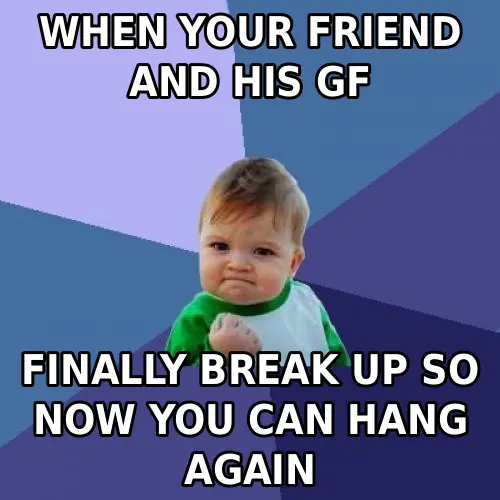 WHEN YOUR FRIEND
AND HIS GF
FINALLY BREAK UP SO
NOW YOU CAN HANG
AGAIN